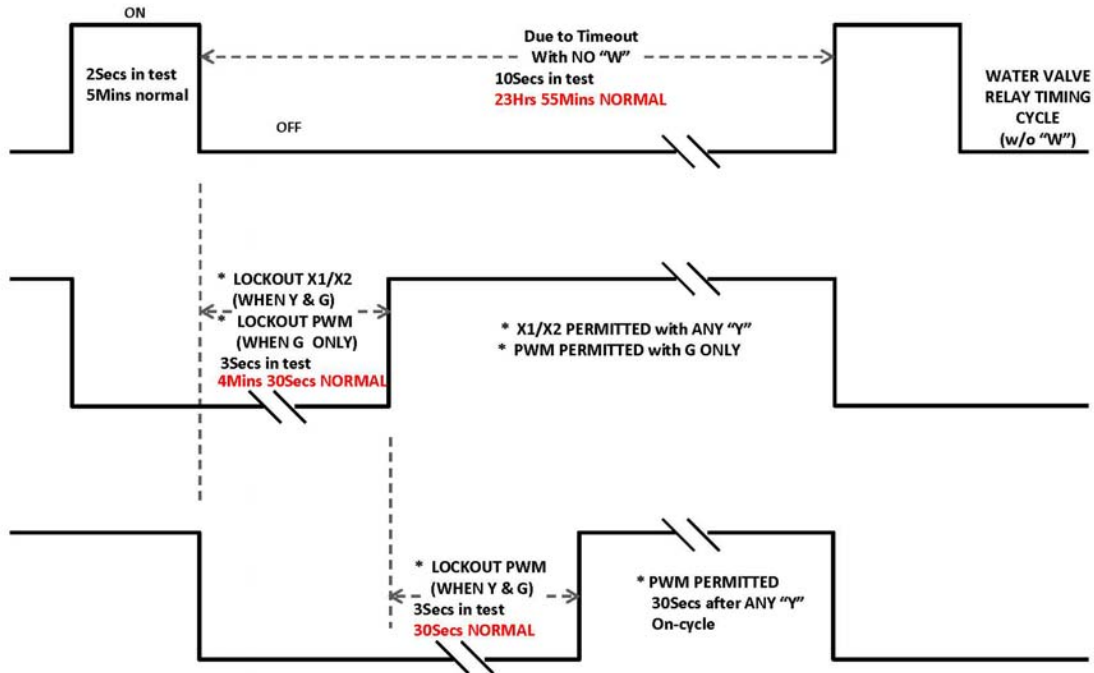 ON
2Secs in test
5Mins normal
OFF
Due to Timeout
With NO “W”
10Secs in test
23Hrs 55Mins NORMAL
WATER VALVE
RELAY TIMING
CYCLE
(w/o “W”)
* LOCKOUT X1/X2
(WHEN Y & G)
* LOCKOUT PWM
(WHEN G ONLY)
3Secs in test
4Mins 30Secs NORMAL
* X1/X2 PERMITTED with ANY “Y”
* PWM PERMITTED with G ONLY
* LOCKOUT PWM
(WHEN Y & G)
3Secs in test
30Secs NORMAL
* PWM PERMITTED
30Secs after ANY “Y”
On-cycle